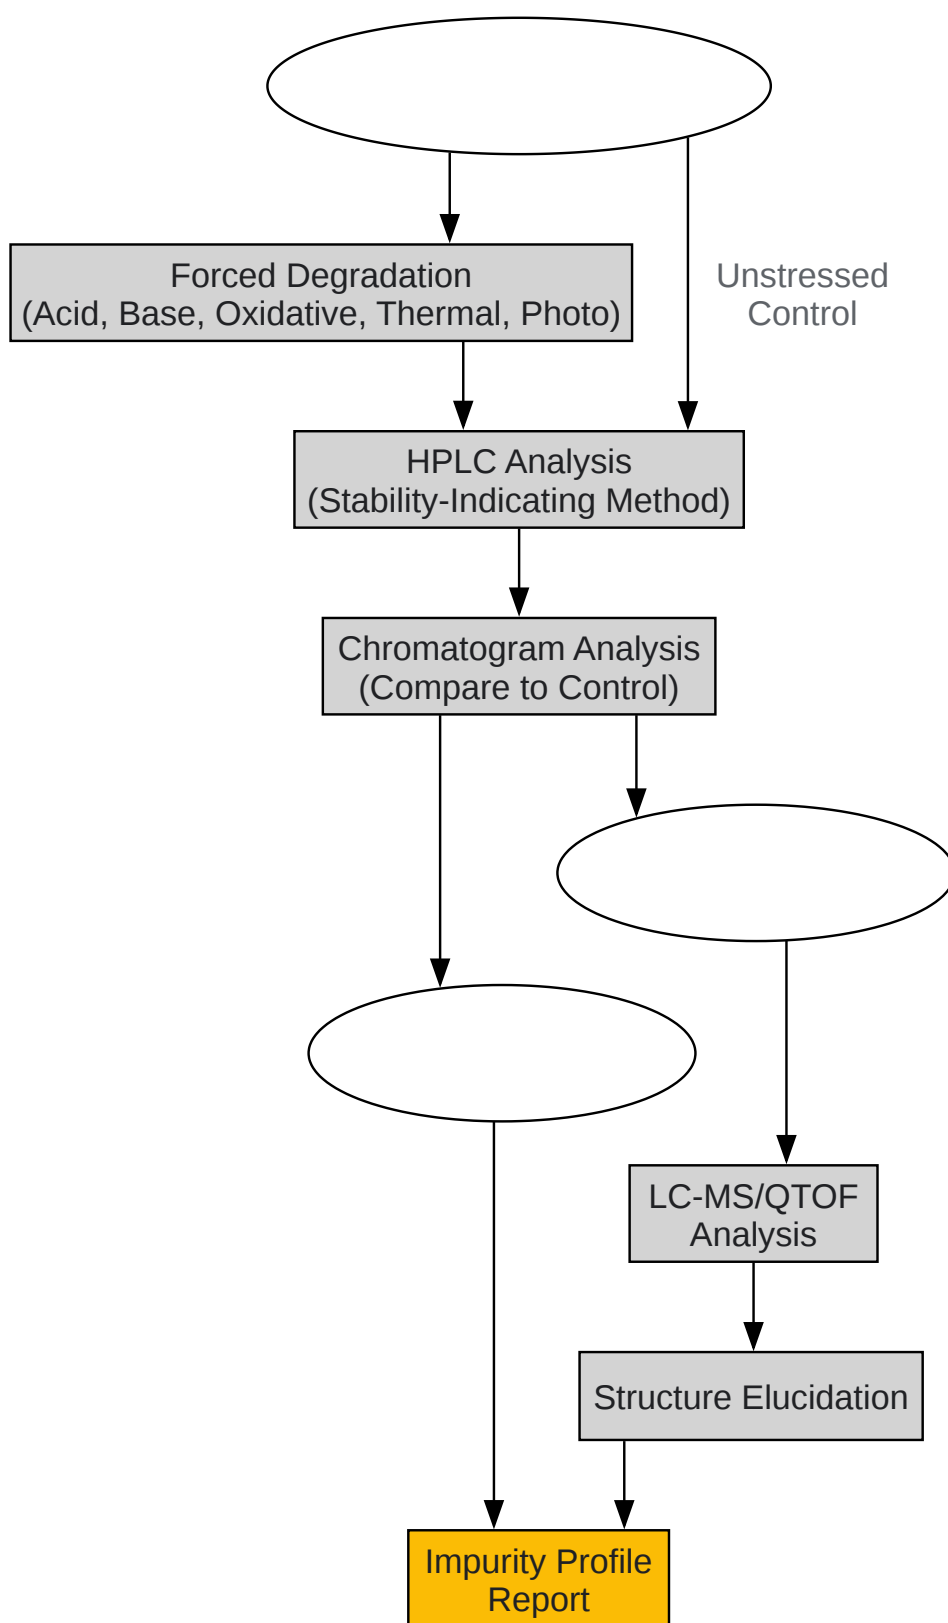 Forced Degradation
(Acid, Base, Oxidative, Thermal, Photo)
Unstressed
Control
HPLC Analysis
(Stability-Indicating Method)
Chromatogram Analysis
(Compare to Control)
LC-MS/QTOF
Analysis
Structure Elucidation
Impurity Profile
Report